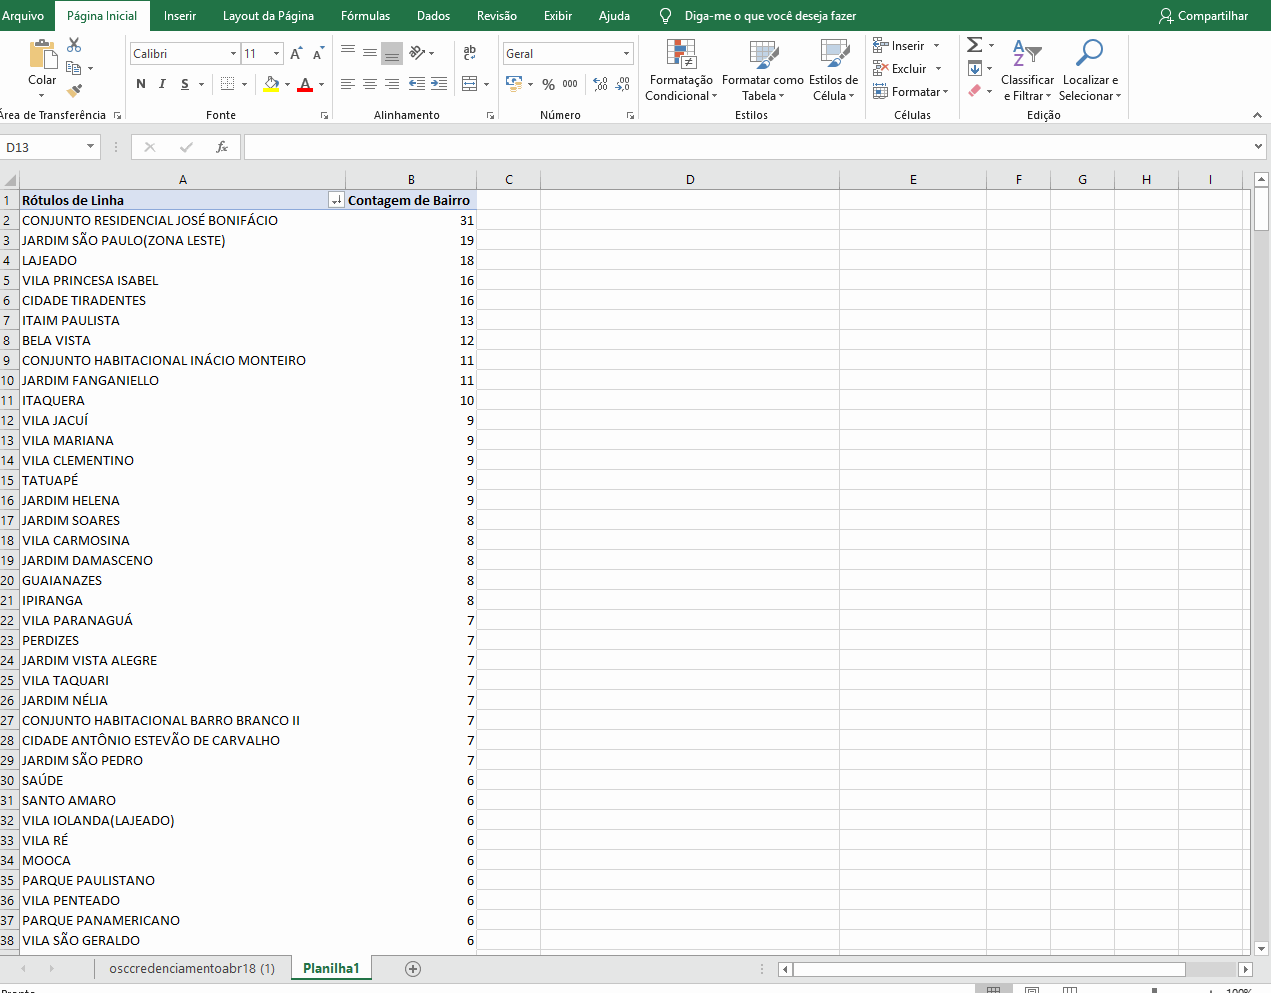 Arquivo Página Inicial Inserir Layout da Página Fórmulas Dados Revisão Exibir Ajuda Diga-me o que você deseja fazer Compartilhar
Colar
Área de Transferência
Calibri 11
N I S
Fonte
Alinhamento
Geral
% 000
Número
Formatação Condicional
Formatar como Tabela
Estilos de Célula
Estilos
Inserir
Excluir
Formatar
Células
Classificar e Filtrar
Localizar e Selecionar
Edição
D13 fx
A B C D E F G H I
1 Rótulos de Linha Contagem de Bairro
2 CONJUNTO RESIDENCIAL JOSÉ BONIFÁCIO 31
3 JARDIM SÃO PAULO(ZONA LESTE) 19
4 LAJEADO 18
5 VILA PRINCESA ISABEL 16
6 CIDADE TIRADENTES 16
7 ITAIM PAULISTA 13
8 BELA VISTA 12
9 CONJUNTO HABITACIONAL INÁCIO MONTEIRO 11
10 JARDIM FANGANIELLO 11
11 ITAQUERA 10
12 VILA JACUÍ 9
13 VILA MARIANA 9
14 VILA CLEMENTINO 9
15 TATUAPÉ 9
16 JARDIM HELENA 9
17 JARDIM SOARES 8
18 VILA CARMOSINA 8
19 JARDIM DAMASCENO 8
20 GUAIANAZES 8
21 IPIRANGA 8
22 VILA PARANAGUÁ 7
23 PERDIZES 7
24 JARDIM VISTA ALEGRE 7
25 VILA TAQUARI 7
26 JARDIM NÉLIA 7
27 CONJUNTO HABITACIONAL BARRO BRANCO II 7
28 CIDADE ANTÔNIO ESTEVÃO DE CARVALHO 7
29 JARDIM SÃO PEDRO 7
30 SAÚDE 6
31 SANTO AMARO 6
32 VILA IOLANDA(LAJEADO) 6
33 VILA RÉ 6
34 MOOCA 6
35 PARQUE PAULISTANO 6
36 VILA PENTEADO 6
37 PARQUE PANAMERICANO 6
38 VILA SÃO GERALDO 6
osccredenciamentoabr18 (1) Planilha1